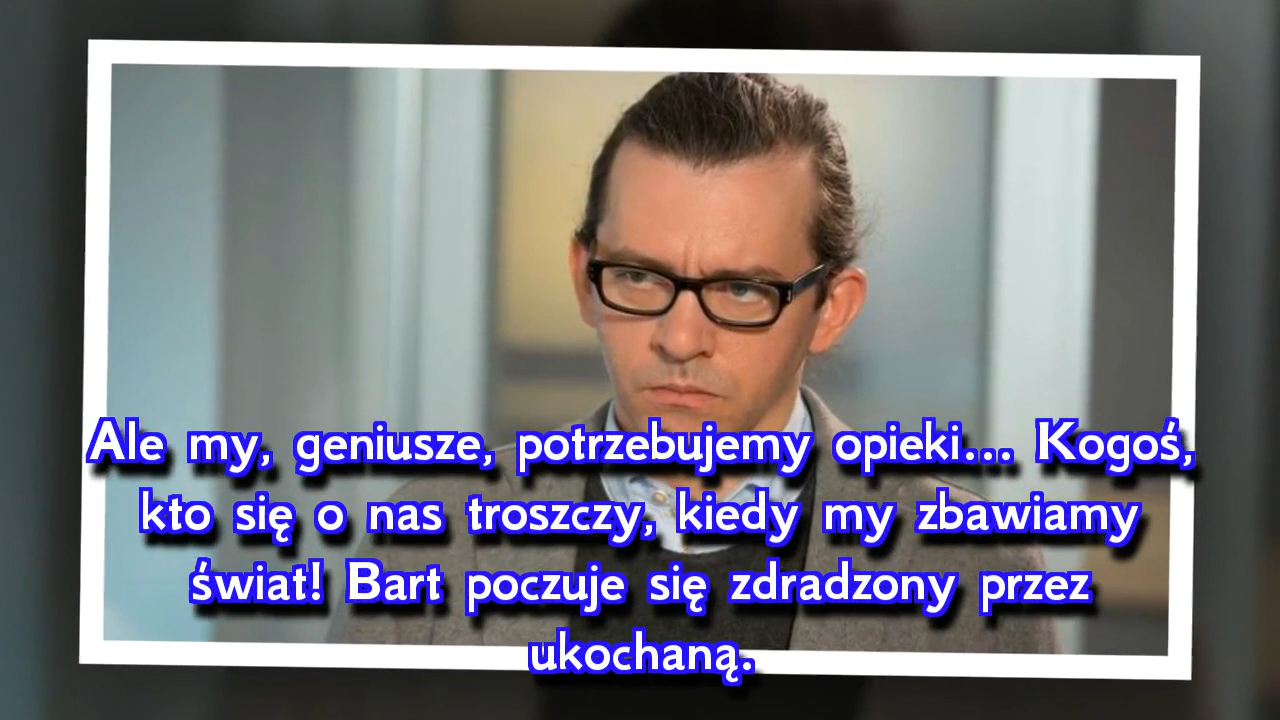 Ale my, geniusze, potrzebujemy opieki... Kogoś,
kto się o nas troszczy, kiedy my zbawiamy
świat! Bart poczuje się zdradzony przez
ukochaną.